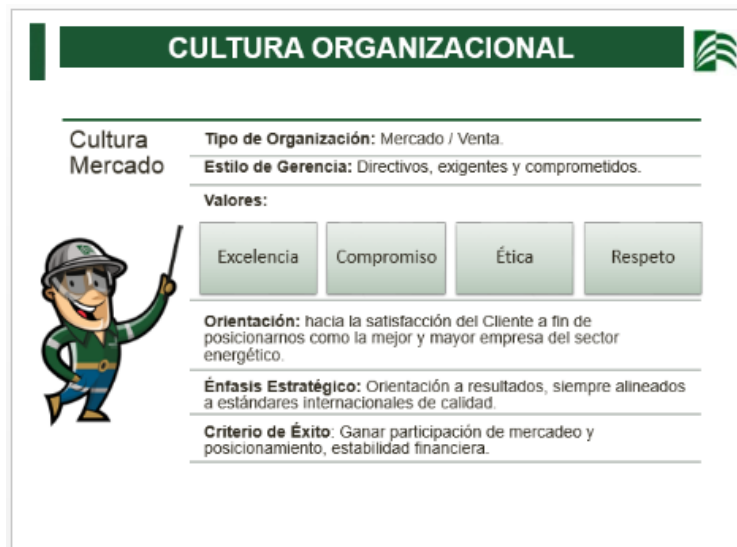 CULTURA ORGANIZACIONAL
Cultura
Mercado
Tipo de Organización: Mercado / Venta.
Estilo de Gerencia: Directivos, exigentes y comprometidos.
Valores:
Excelencia
Compromiso
Ética
Respeto
Orientación: hacia la satisfacción del Cliente a fin de
posicionarnos como la mejor y mayor empresa del sector
energético.
Énfasis Estratégico: Orientación a resultados, siempre alineados
a estándares internacionales de calidad.
Criterio de Éxito: Ganar participación de mercadeo y
posicionamiento, estabilidad financiera.